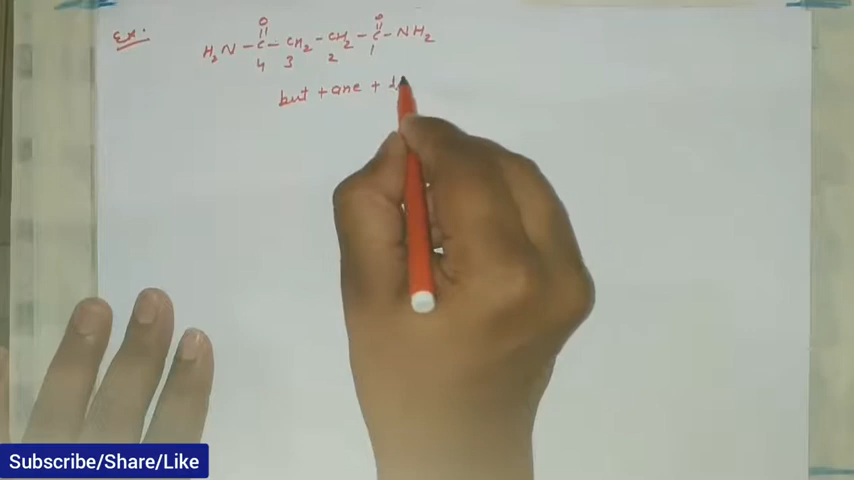 Ex.
O O
H2N - C - CH2 - CH2 - C - NH2
4 3 2 1
but + ane +
Subscribe/Share/Like